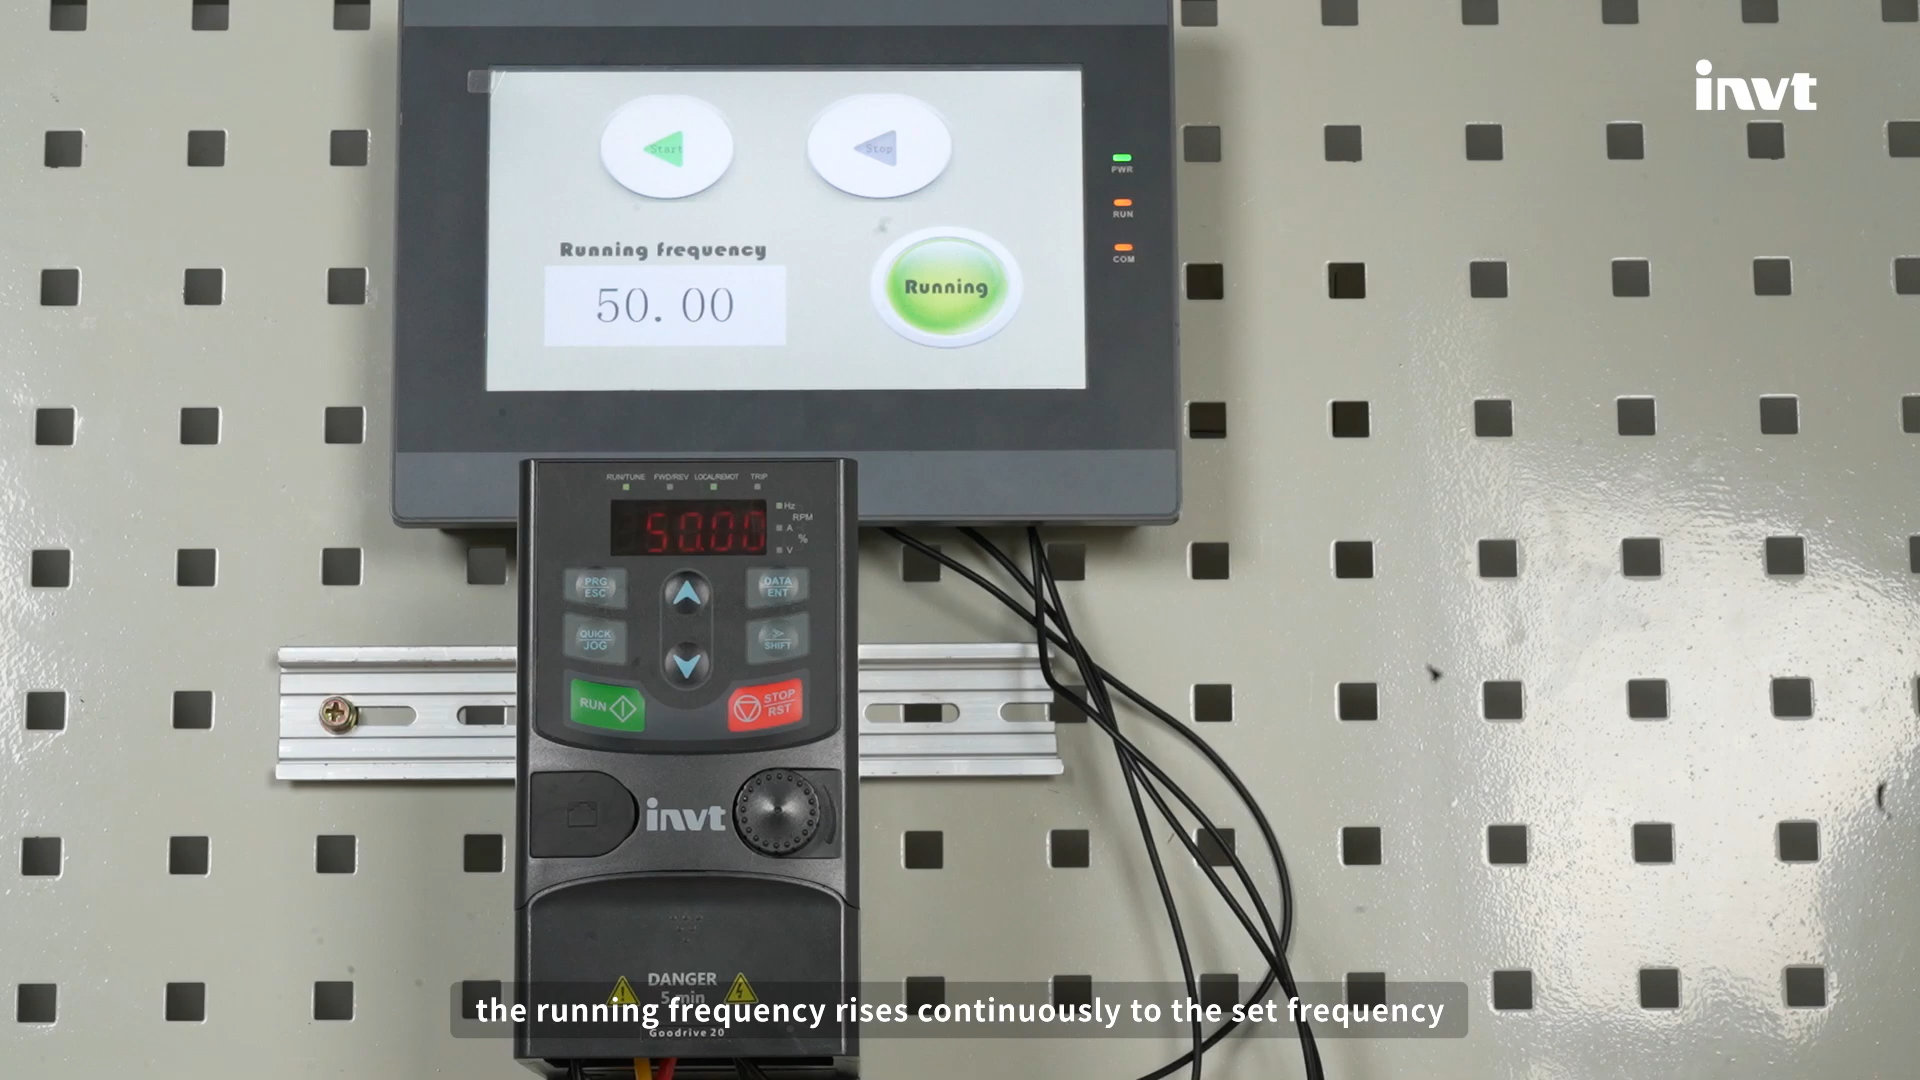 invt
Start
Stop
PWR
RUN
COM
Running frequency
50.00
Running
RUN/TUNE FWD/REV LOCAL/REMOT TRIP
50.00
Hz
RPM
A
%
V
PRG
ESC
DATA
ENT
QUICK
JOG
SHIFT
RUN
STOP
RST
invt
DANGER
5 min
the running frequency rises continuously to the set frequency
Goodrive20